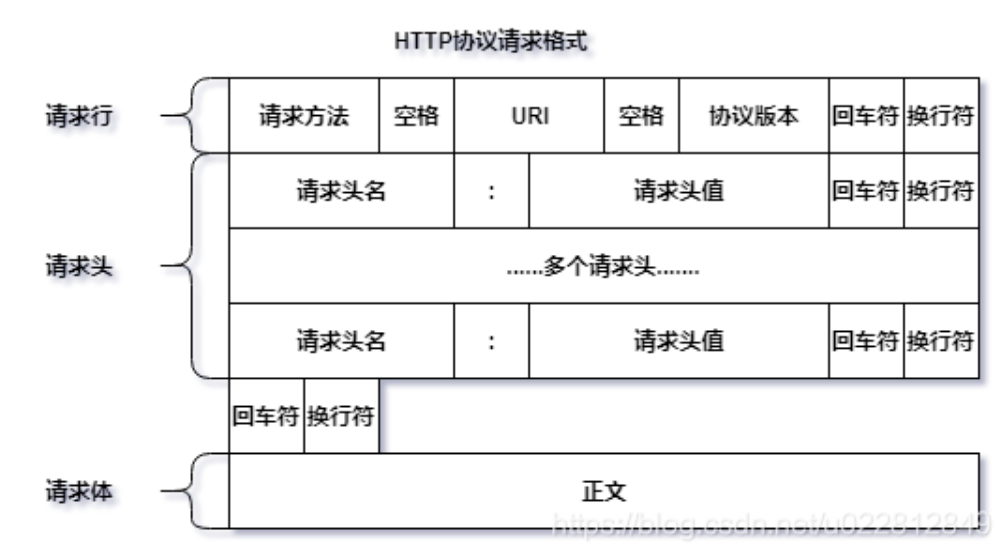 HTTP协议请求格式
请求行 请求方法 空格 URI 空格 协议版本 回车符 换行符
请求头名 : 请求头值 回车符 换行符
请求头 ......多个请求头.......
请求头名 : 请求头值 回车符 换行符
回车符 换行符
请求体 正文
https://blog.csdn.net/u022812849